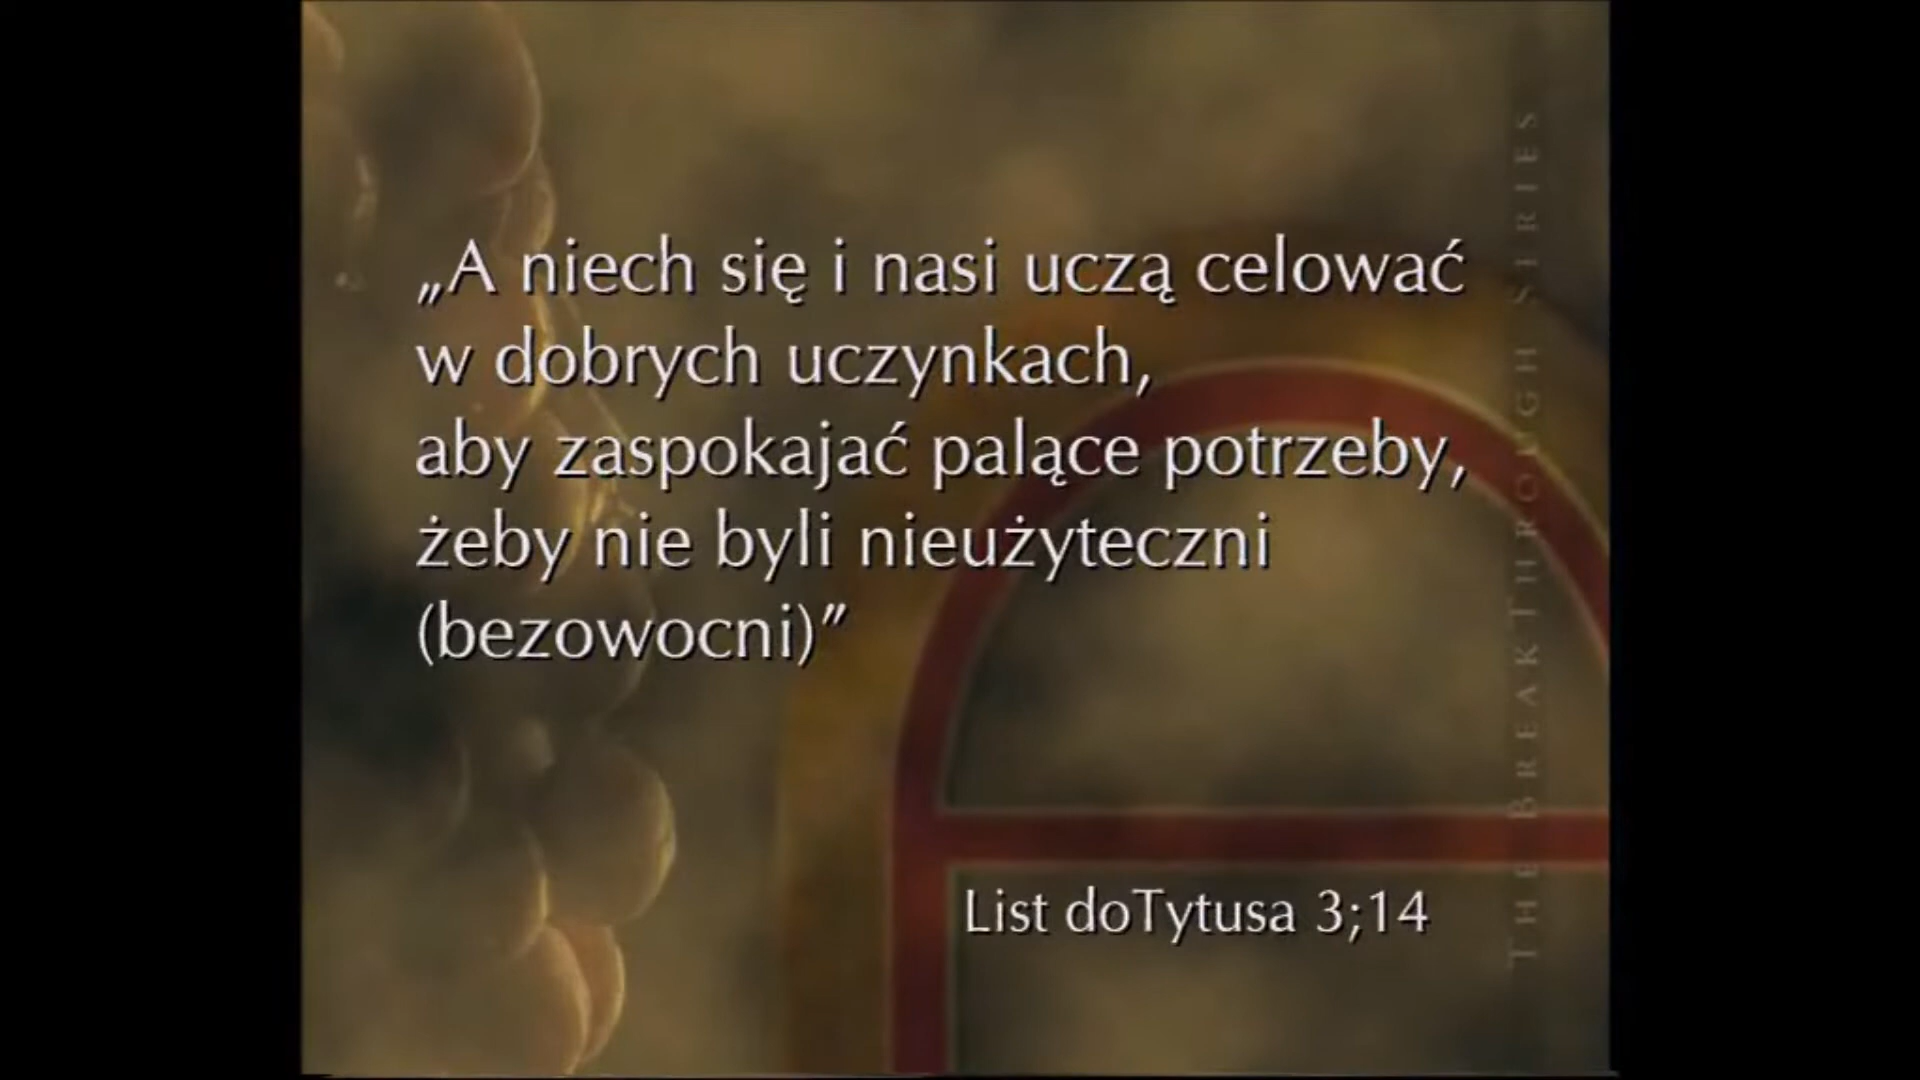 „A niech się i nasi uczą celować
w dobrych uczynkach,
aby zaspokajać palące potrzeby,
żeby nie byli nieużyteczni
(bezowocni)”
List doTytusa 3;14
THE BREAKTHROUGH SERIES